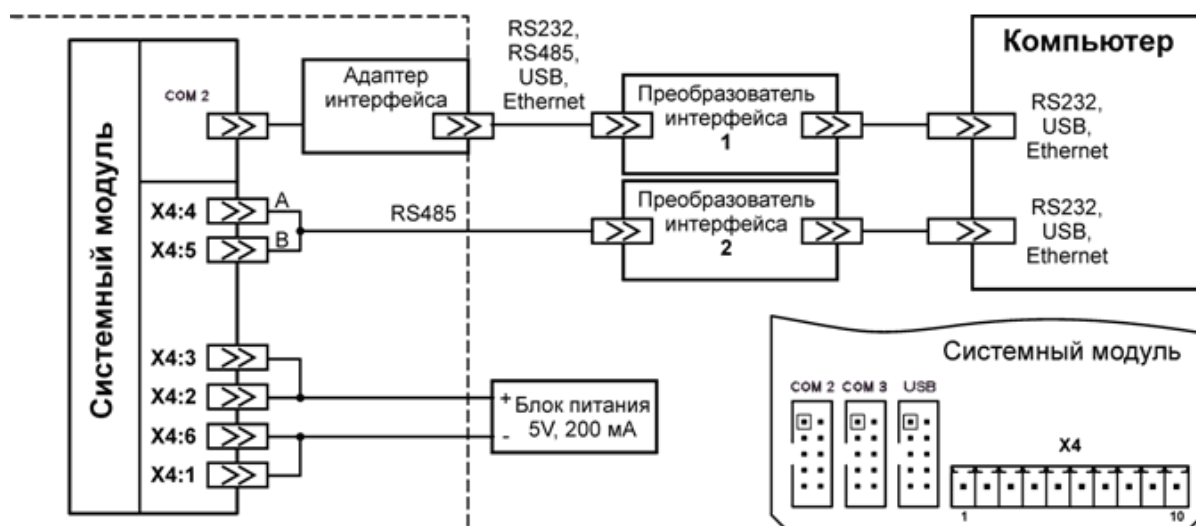 Системный модуль
COM 2
Адаптер
интерфейса
RS232,
RS485,
USB,
Ethernet
Преобразователь
интерфейса
1
Компьютер
RS232,
USB,
Ethernet
X4:4
A
X4:5
B
RS485
Преобразователь
интерфейса
2
RS232,
USB,
Ethernet
X4:3
X4:2
X4:6
X4:1
+
Блок питания
-
5V, 200 мА
Системный модуль
COM 2 COM 3 USB
X4
1 10